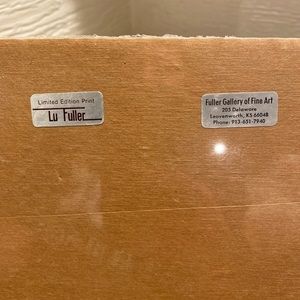 Limited Edition Print
Lu Fuller
Fuller Gallery of Fine Art
205 Delaware
Leavenworth, KS 66048
Phone: 913-651-7940